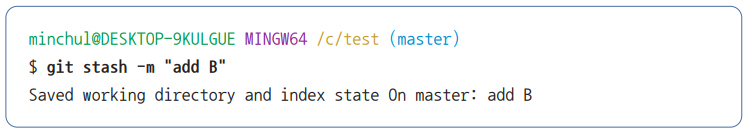 minchul@DESKTOP-9KULGUE MINGW64 /c/test (master)
$ git stash -m "add B"
Saved working directory and index state On master: add B